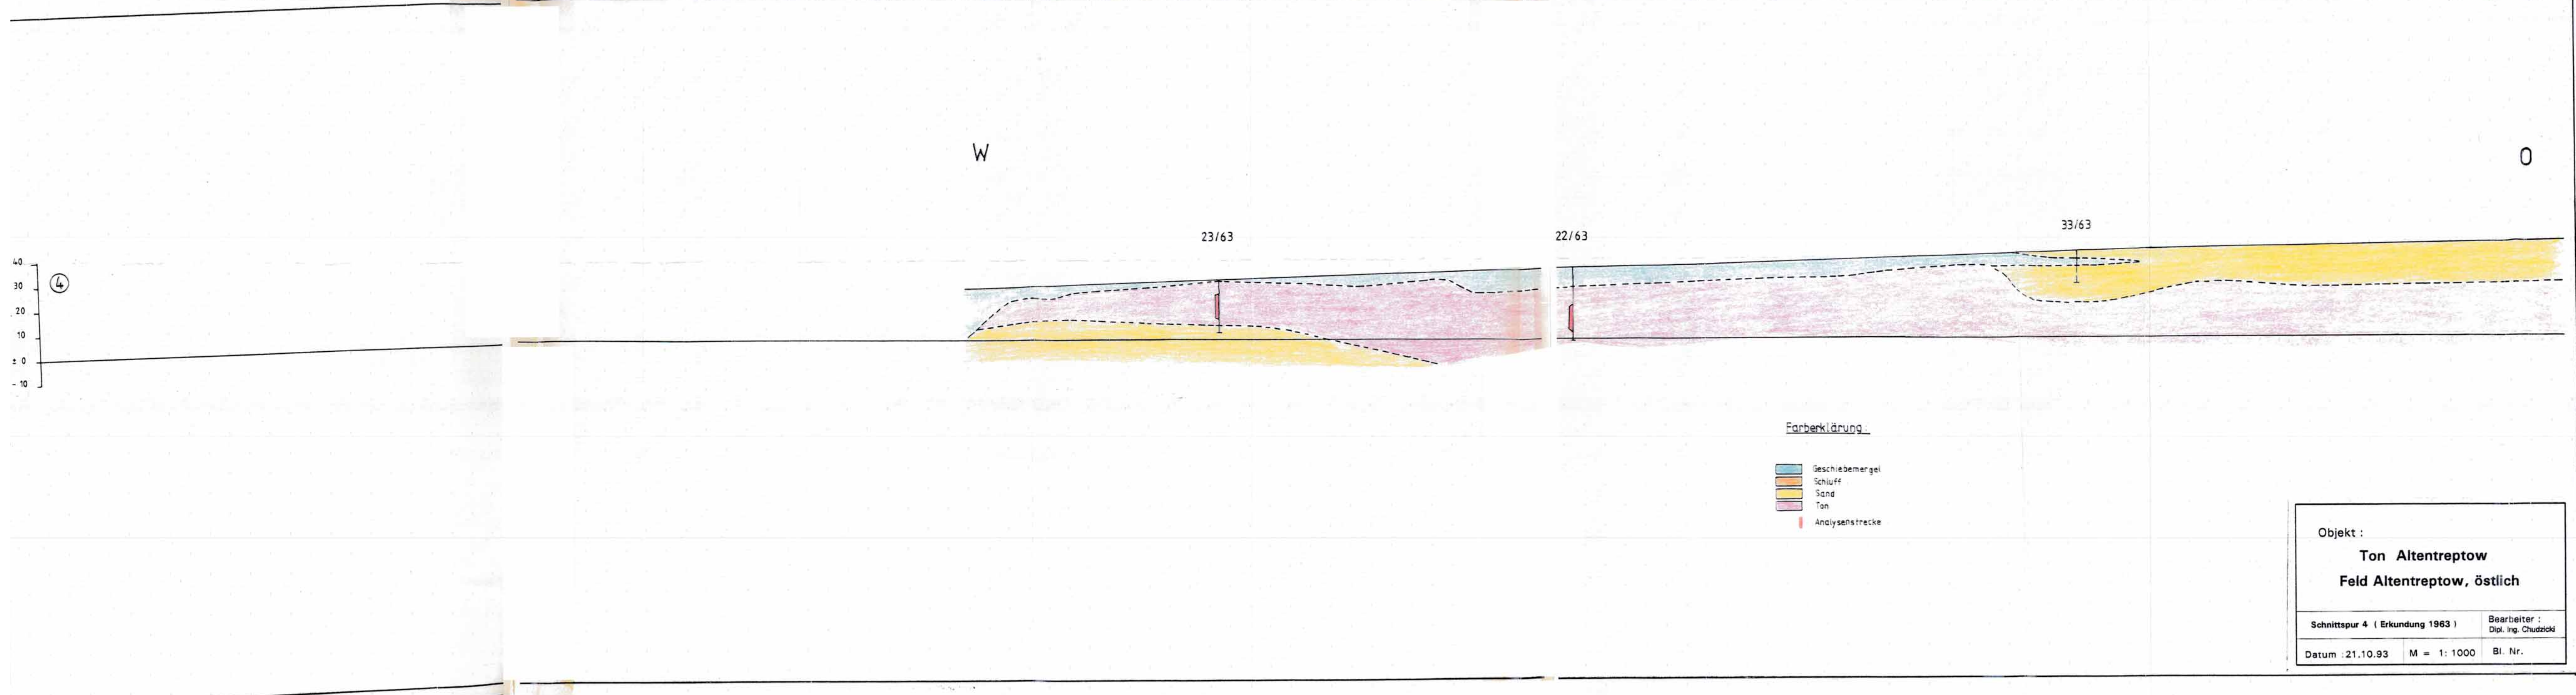 W
O
23/63
22/63
33/63
40
30
20
10
± 0
- 10
4
Farberklärung:
Geschiebemergel
Schluff
Sand
Ton
Analysenstrecke
Objekt :
Ton Altentreptow
Feld Altentreptow, östlich
Schnittspur 4 ( Erkundung 1963 )
Bearbeiter :
Dipl. Ing. Chudzicki
Datum : 21.10.93
M = 1: 1000
Bl. Nr.